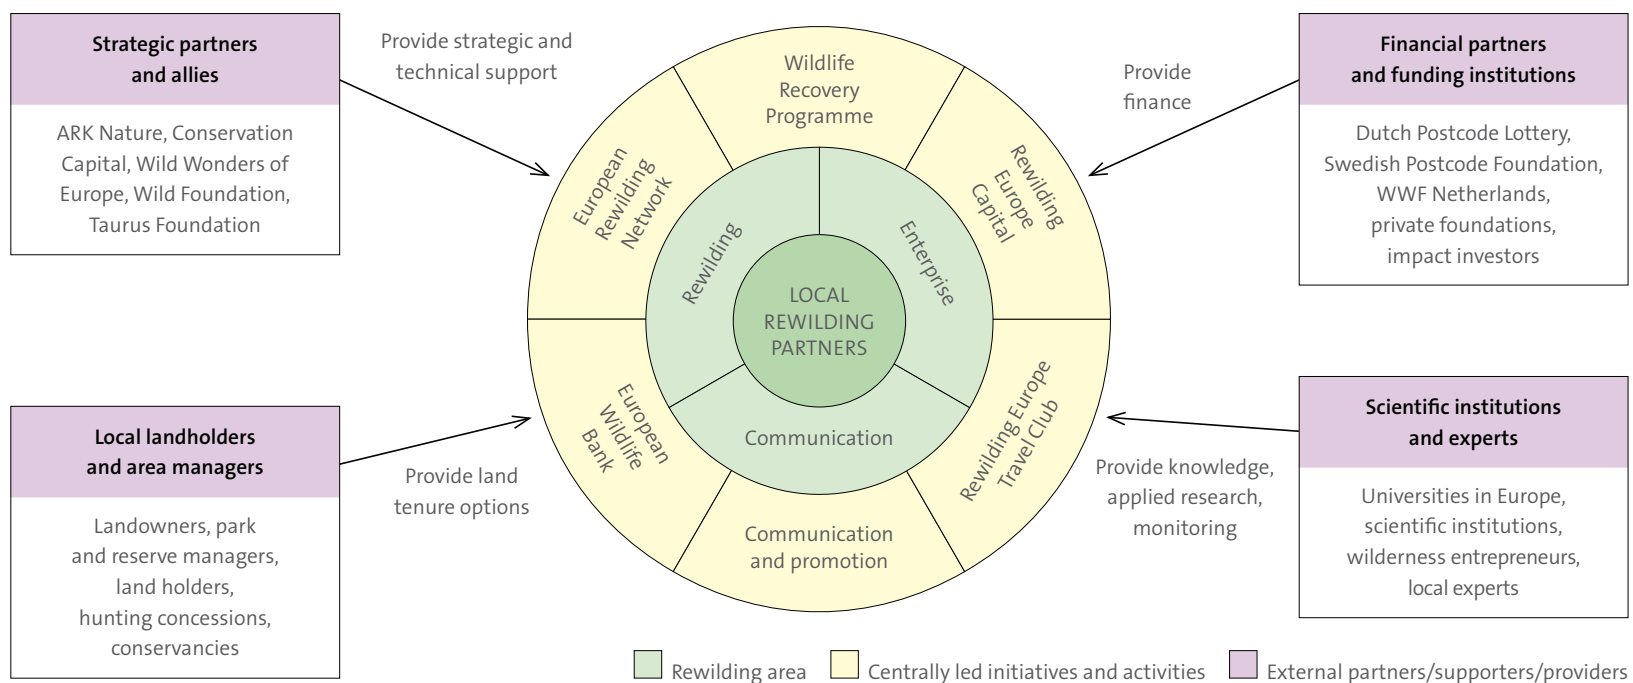 Strategic partners
and allies
ARK Nature, Conservation
Capital, Wild Wonders of
Europe, Wild Foundation,
Taurus Foundation
Provide strategic and
technical support
Wildlife
Recovery
Programme
Provide
finance
Financial partners
and funding institutions
Dutch Postcode Lottery,
Swedish Postcode Foundation,
WWF Netherlands,
private foundations,
impact investors
European
Rewilding
Network
Rewilding
Europe
Capital
Rewilding
Enterprise
LOCAL
REWILDING
PARTNERS
Communication
European
Wildlife
Bank
Rewilding Europe
Travel Club
Communication
and promotion
Local landholders
and area managers
Landowners, park
and reserve managers,
land holders,
hunting concessions,
conservancies
Provide land
tenure options
Provide knowledge,
applied research,
monitoring
Scientific institutions
and experts
Universities in Europe,
scientific institutions,
wilderness entrepreneurs,
local experts
Rewilding area
Centrally led initiatives and activities
External partners/supporters/providers